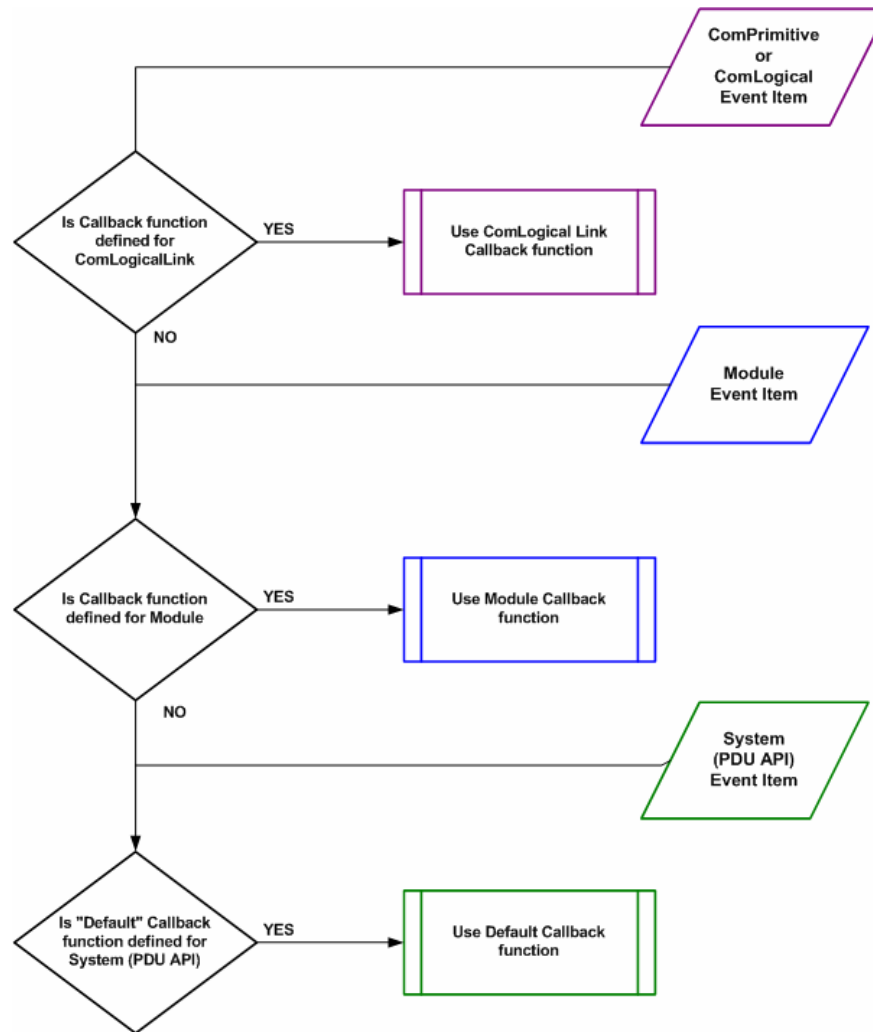 ComPrimitive
or
ComLogical
Event Item
Is Callback function
defined for
ComLogicalLink
YES
Use ComLogical Link
Callback function
NO
Module
Event Item
Is Callback function
defined for Module
YES
Use Module Callback
function
NO
System
(PDU API)
Event Item
Is "Default" Callback
function defined for
System (PDU API)
YES
Use Default Callback
function